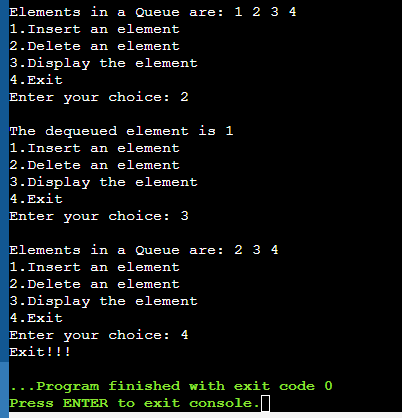 Elements in a Queue are: 1 2 3 4
1.Insert an element
2.Delete an element
3.Display the element
4.Exit
Enter your choice: 2

The dequeued element is 1
1.Insert an element
2.Delete an element
3.Display the element
4.Exit
Enter your choice: 3

Elements in a Queue are: 2 3 4
1.Insert an element
2.Delete an element
3.Display the element
4.Exit
Enter your choice: 4
Exit!!!

...Program finished with exit code 0
Press ENTER to exit console.